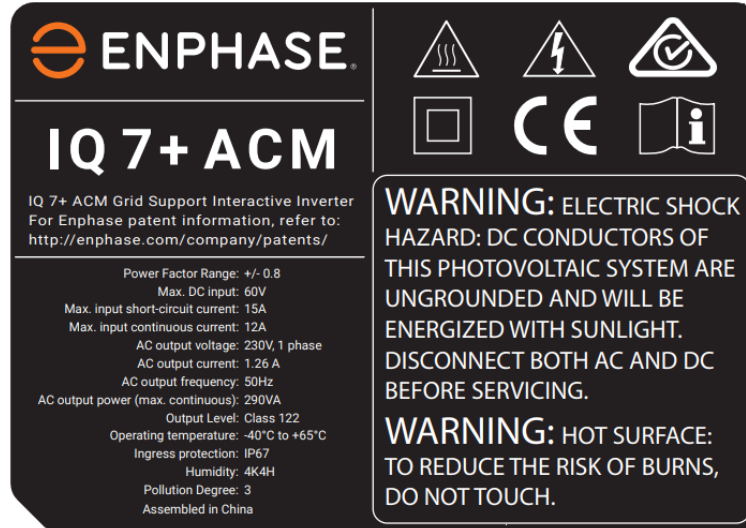 ENPHASE®
IQ 7+ ACM
IQ 7+ ACM Grid Support Interactive Inverter
For Enphase patent information, refer to:
http://enphase.com/company/patents/
Power Factor Range: +/- 0.8
Max. DC input: 60V
Max. input short-circuit current: 15A
Max. input continuous current: 12A
AC output voltage: 230V, 1 phase
AC output current: 1.26 A
AC output frequency: 50Hz
AC output power (max. continuous): 290VA
Output Level: Class 122
Operating temperature: -40°C to +65°C
Ingress protection: IP67
Humidity: 4K4H
Pollution Degree: 3
Assembled in China
CE
i
WARNING: ELECTRIC SHOCK
HAZARD: DC CONDUCTORS OF
THIS PHOTOVOLTAIC SYSTEM ARE
UNGROUNDED AND WILL BE
ENERGIZED WITH SUNLIGHT.
DISCONNECT BOTH AC AND DC
BEFORE SERVICING.
WARNING: HOT SURFACE:
TO REDUCE THE RISK OF BURNS,
DO NOT TOUCH.